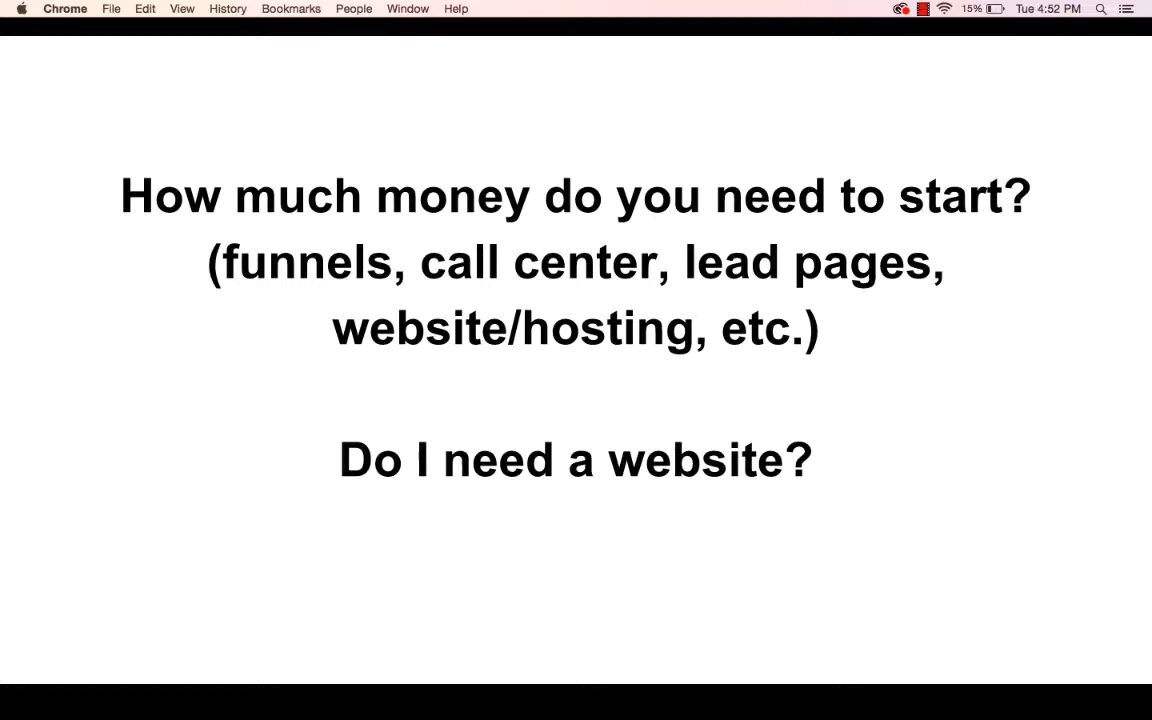 Chrome File Edit View History Bookmarks People Window Help 15% Tue 4:52 PM
How much money do you need to start?
(funnels, call center, lead pages,
website/hosting, etc.)
Do I need a website?